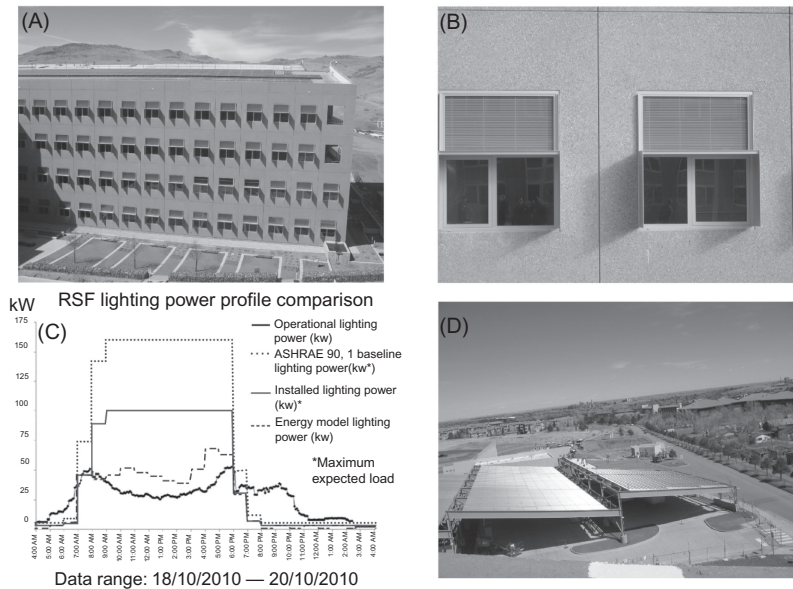 (A)
(B)
RSF lighting power profile comparison
kW
(C)
175
150
125
100
75
50
25
0
Operational lighting
power (kw)
ASHRAE 90, 1 baseline
lighting power(kw*)
Installed lighting power
(kw)*
Energy model lighting
power (kw)
*Maximum
expected load
4:00 AM
5:00 AM
6:00 AM
7:00 AM
8:00 AM
9:00 AM
10:00 AM
11:00 AM
12:00 AM
1:00 PM
2:00 PM
3:00 PM
4:00 PM
5:00 PM
6:00 PM
7:00 PM
8:00 PM
9:00 PM
10:00 PM
11:00 PM
12:00 AM
1:00 AM
2:00 AM
3:00 AM
4:00 AM
Data range: 18/10/2010 — 20/10/2010
(D)